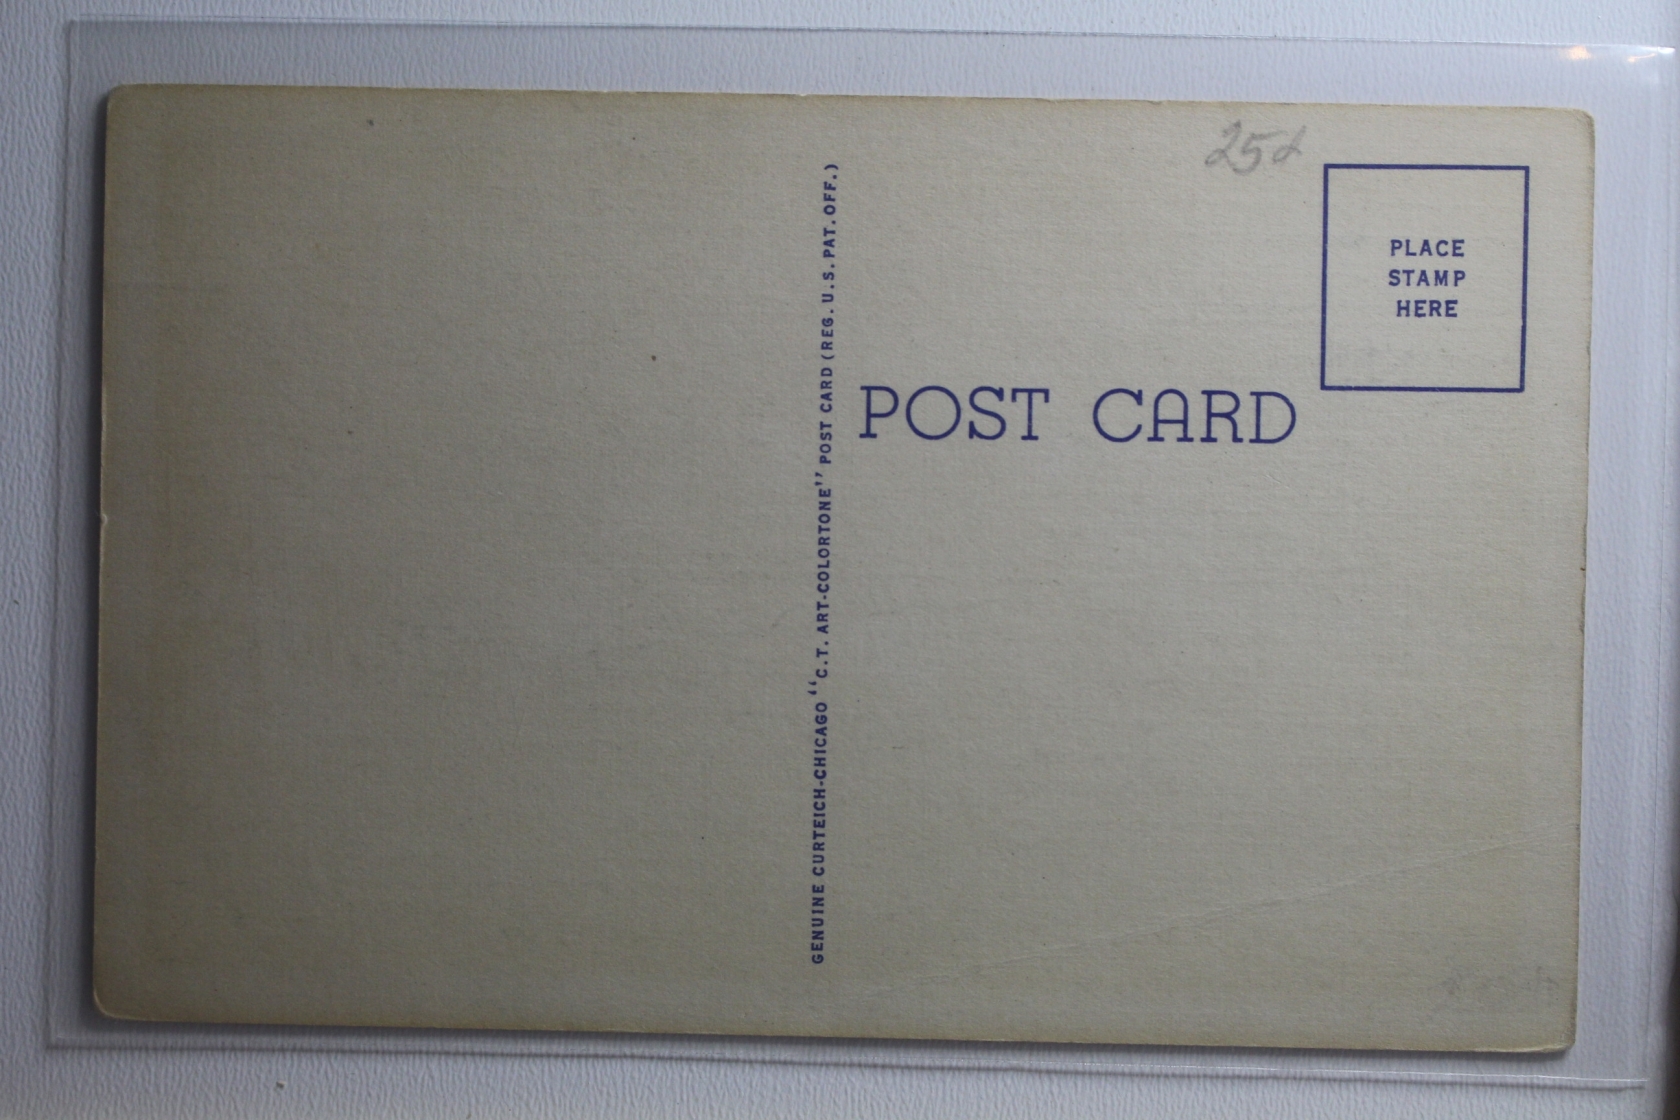 25¢
PLACE
STAMP
HERE
POST CARD
GENUINE CURTEICH-CHICAGO "C.T. ART-COLORTONE" POST CARD (REG. U.S. PAT. OFF.)